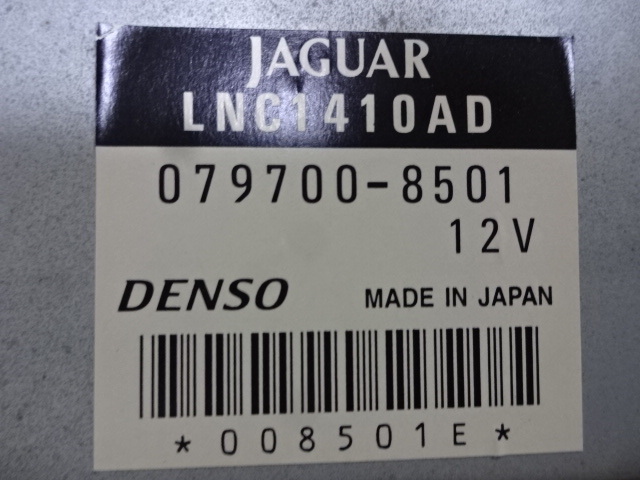 JAGUAR
LNC1410AD
079700-8501
12V
DENSO MADE IN JAPAN
*008501E*